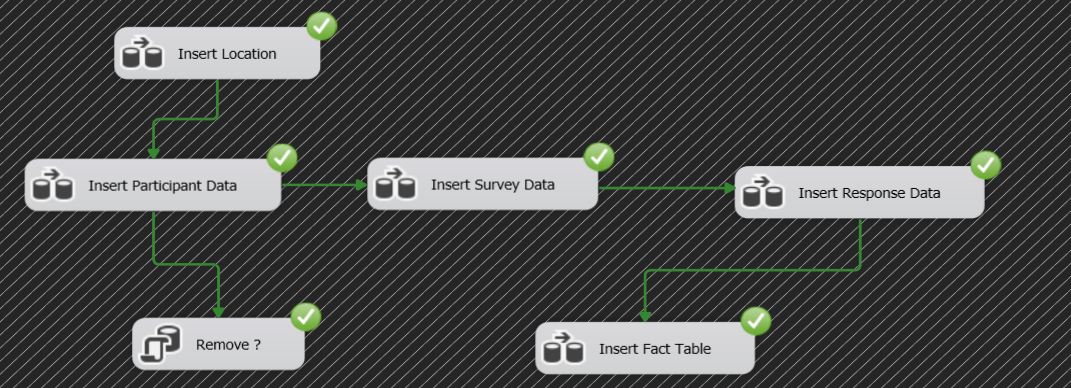 Insert Location
Insert Participant Data
Insert Survey Data
Insert Response Data
Remove ?
Insert Fact Table